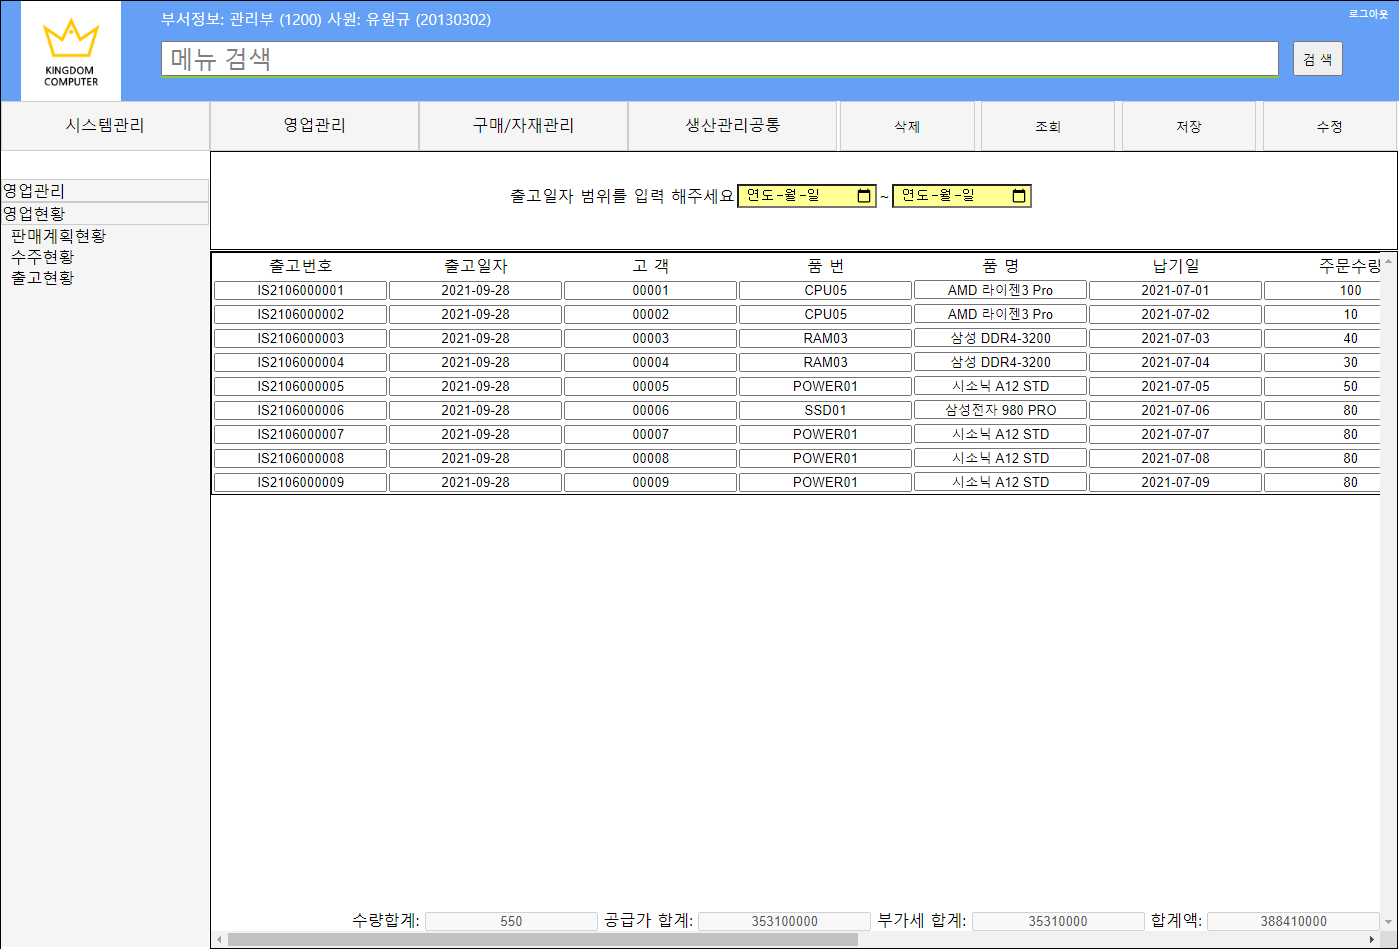 부서정보: 관리부 (1200) 사원: 유원규 (20130302)
로그아웃
KINGDOM
COMPUTER
메뉴 검색
검 색
시스템관리 영업관리 구매/자재관리 생산관리공통 삭제 조회 저장 수정
영업관리
영업현황
판매계획현황
수주현황
출고현황
출고일자 범위를 입력 해주세요 연도-월-일 ~ 연도-월-일
출고번호 출고일자 고 객 품 번 품 명 납기일 주문수량
IS2106000001 2021-09-28 00001 CPU05 AMD 라이젠3 Pro 2021-07-01 100
IS2106000002 2021-09-28 00002 CPU05 AMD 라이젠3 Pro 2021-07-02 10
IS2106000003 2021-09-28 00003 RAM03 삼성 DDR4-3200 2021-07-03 40
IS2106000004 2021-09-28 00004 RAM03 삼성 DDR4-3200 2021-07-04 30
IS2106000005 2021-09-28 00005 POWER01 시소닉 A12 STD 2021-07-05 50
IS2106000006 2021-09-28 00006 SSD01 삼성전자 980 PRO 2021-07-06 80
IS2106000007 2021-09-28 00007 POWER01 시소닉 A12 STD 2021-07-07 80
IS2106000008 2021-09-28 00008 POWER01 시소닉 A12 STD 2021-07-08 80
IS2106000009 2021-09-28 00009 POWER01 시소닉 A12 STD 2021-07-09 80
수량합계: 550 공급가 합계: 353100000 부가세 합계: 35310000 합계액: 388410000